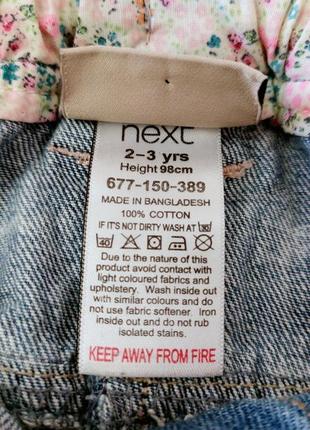 next
2-3 yrs
Height 98cm
677-150-389
MADE IN BANGLADESH
100% COTTON
IF IT'S NOT DIRTY WASH AT 30
40
Due to the nature of this
product avoid contact with
light coloured fabrics and
upholstery. Wash inside out
with similar colours and do
not use fabric softener. Iron
inside out and do not rub
isolated stains.
KEEP AWAY FROM FIRE